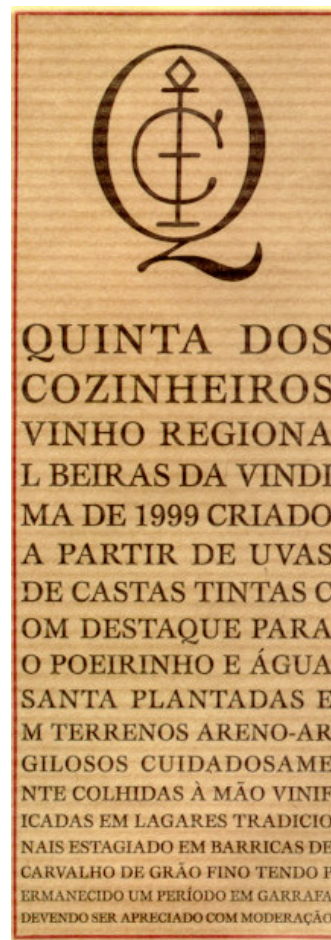 QUINTA DOS
COZINHEIROS
VINHO REGIONA
L BEIRAS DA VINDI
MA DE 1999 CRIADO
A PARTIR DE UVAS
DE CASTAS TINTAS C
OM DESTAQUE PARA
O POEIRINHO E ÁGUA
SANTA PLANTADAS E
M TERRENOS ARENO-AR
GILOSOS CUIDADOSAME
NTE COLHIDAS À MÃO VINIF
ICADAS EM LAGARES TRADICIO
NAIS ESTAGIADO EM BARRICAS DE
CARVALHO DE GRÃO FINO TENDO P
ERMANECIDO UM PERÍODO EM GARRAFA
DEVENDO SER APRECIADO COM MODERAÇÃO